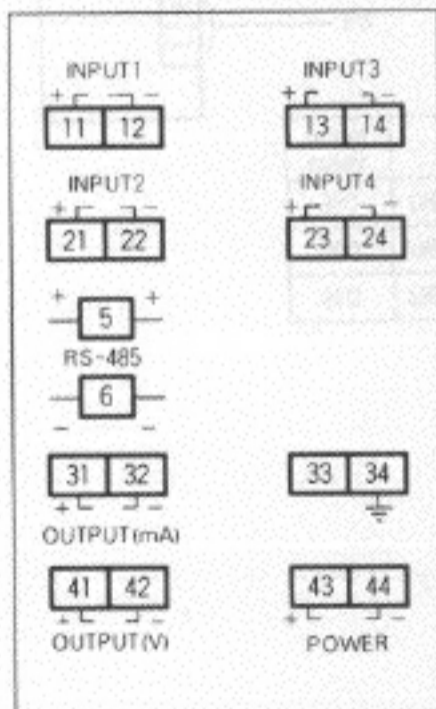 INPUT1 INPUT3
+ − + −
11 12 13 14
INPUT2 INPUT4
+ − + −
21 22 23 24
+ 5 +
RS-485
6
− −
31 32 33 34
+ − + −
OUTPUT(mA)
41 42 43 44
+ − + −
OUTPUT(V) POWER